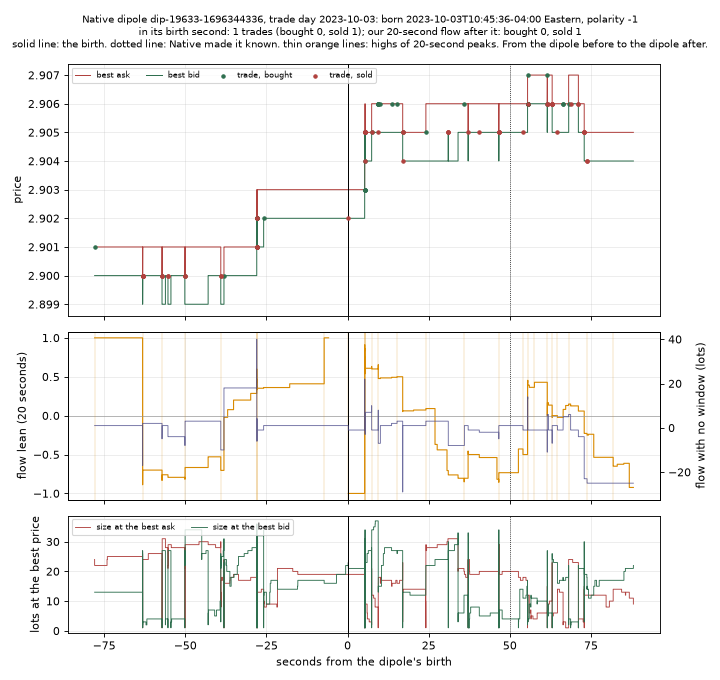 Native dipole dip-19633-1696344336, trade day 2023-10-03: born 2023-10-03T10:45:36-04:00 Eastern, polarity -1
in its birth second: 1 trades (bought 0, sold 1); our 20-second flow after it: bought 0, sold 1
solid line: the birth. dotted line: Native made it known. thin orange lines: highs of 20-second peaks. From the dipole before to the dipole after.
best ask
best bid
trade, bought
trade, sold
2.907
2.906
2.905
2.904
2.903
2.902
2.901
2.900
2.899
price
1.0
0.5
0.0
−0.5
−1.0
flow lean (20 seconds)
40
20
0
−20
flow with no window (lots)
size at the best ask
size at the best bid
30
20
10
0
lots at the best price
−75
−50
−25
0
25
50
75
seconds from the dipole's birth